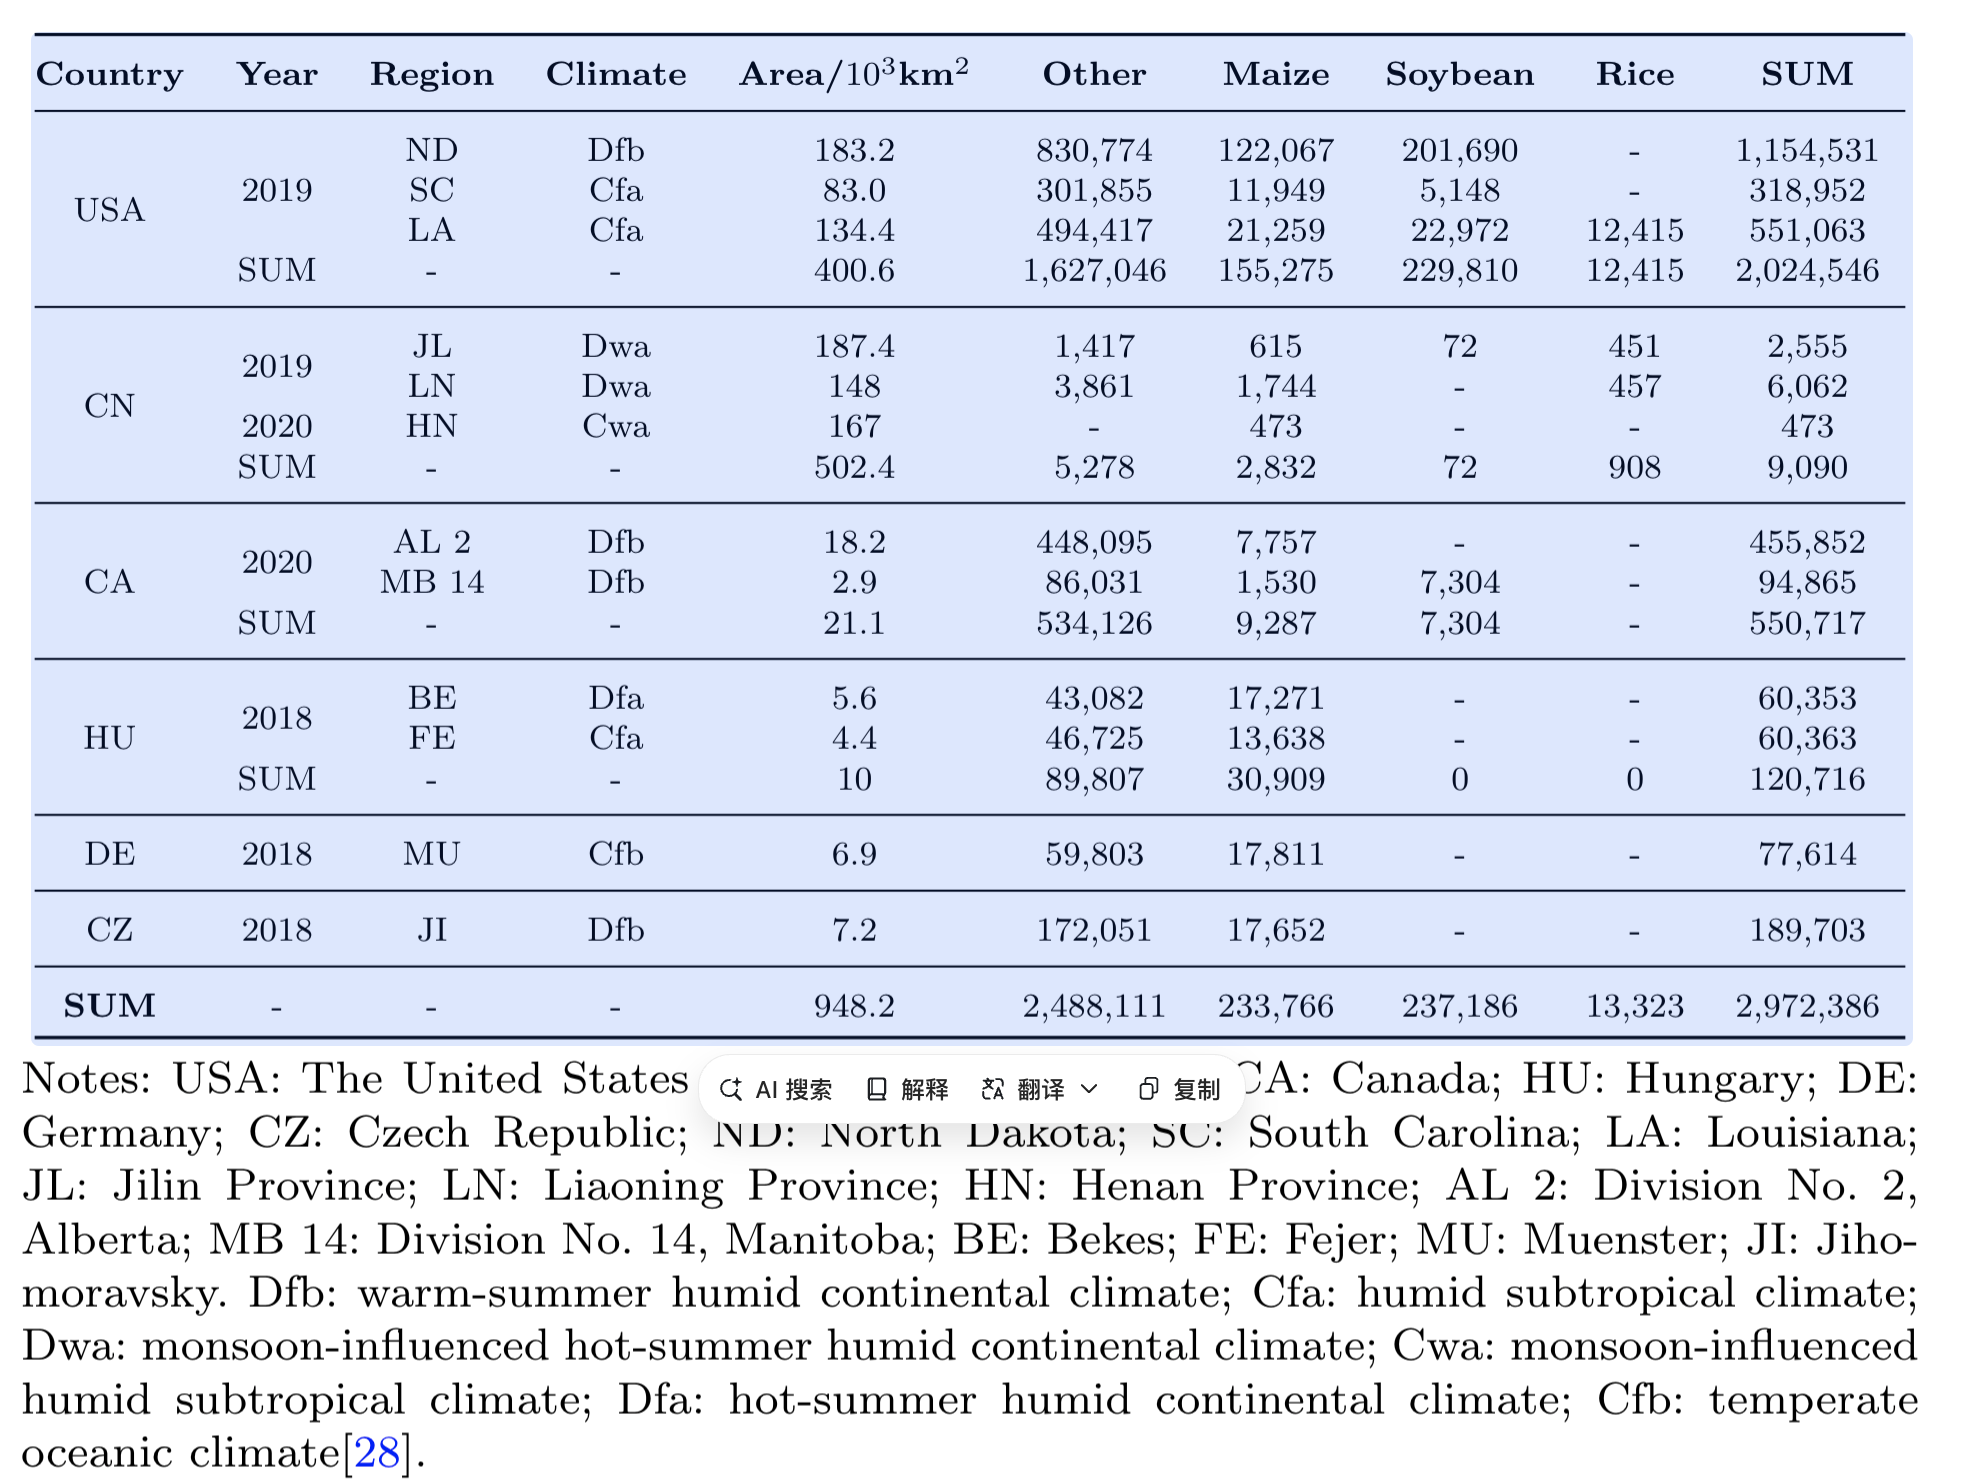 Country Year Region Climate Area/10³km² Other Maize Soybean Rice SUM
ND Dfb 183.2 830,774 122,067 201,690 - 1,154,531
2019 SC Cfa 83.0 301,855 11,949 5,148 - 318,952
USA
LA Cfa 134.4 494,417 21,259 22,972 12,415 551,063
SUM - - 400.6 1,627,046 155,275 229,810 12,415 2,024,546
JL Dwa 187.4 1,417 615 72 451 2,555
2019
LN Dwa 148 3,861 1,744 - 457 6,062
CN
2020 HN Cwa 167 - 473 - - 473
SUM - - 502.4 5,278 2,832 72 908 9,090
AL 2 Dfb 18.2 448,095 7,757 - - 455,852
2020
CA MB 14 Dfb 2.9 86,031 1,530 7,304 - 94,865
SUM - - 21.1 534,126 9,287 7,304 - 550,717
BE Dfa 5.6 43,082 17,271 - - 60,353
2018
HU FE Cfa 4.4 46,725 13,638 - - 60,363
SUM - - 10 89,807 30,909 0 0 120,716
DE 2018 MU Cfb 6.9 59,803 17,811 - - 77,614
CZ 2018 JI Dfb 7.2 172,051 17,652 - - 189,703
SUM - - - 948.2 2,488,111 233,766 237,186 13,323 2,972,386
Notes: USA: The United States CA: Canada; HU: Hungary; DE:
AI 搜索 解释 翻译 复制
Germany; CZ: Czech Republic; ND: North Dakota; SC: South Carolina; LA: Louisiana;
JL: Jilin Province; LN: Liaoning Province; HN: Henan Province; AL 2: Division No. 2,
Alberta; MB 14: Division No. 14, Manitoba; BE: Bekes; FE: Fejer; MU: Muenster; JI: Jiho-
moravsky. Dfb: warm-summer humid continental climate; Cfa: humid subtropical climate;
Dwa: monsoon-influenced hot-summer humid continental climate; Cwa: monsoon-influenced
humid subtropical climate; Dfa: hot-summer humid continental climate; Cfb: temperate
oceanic climate[28].